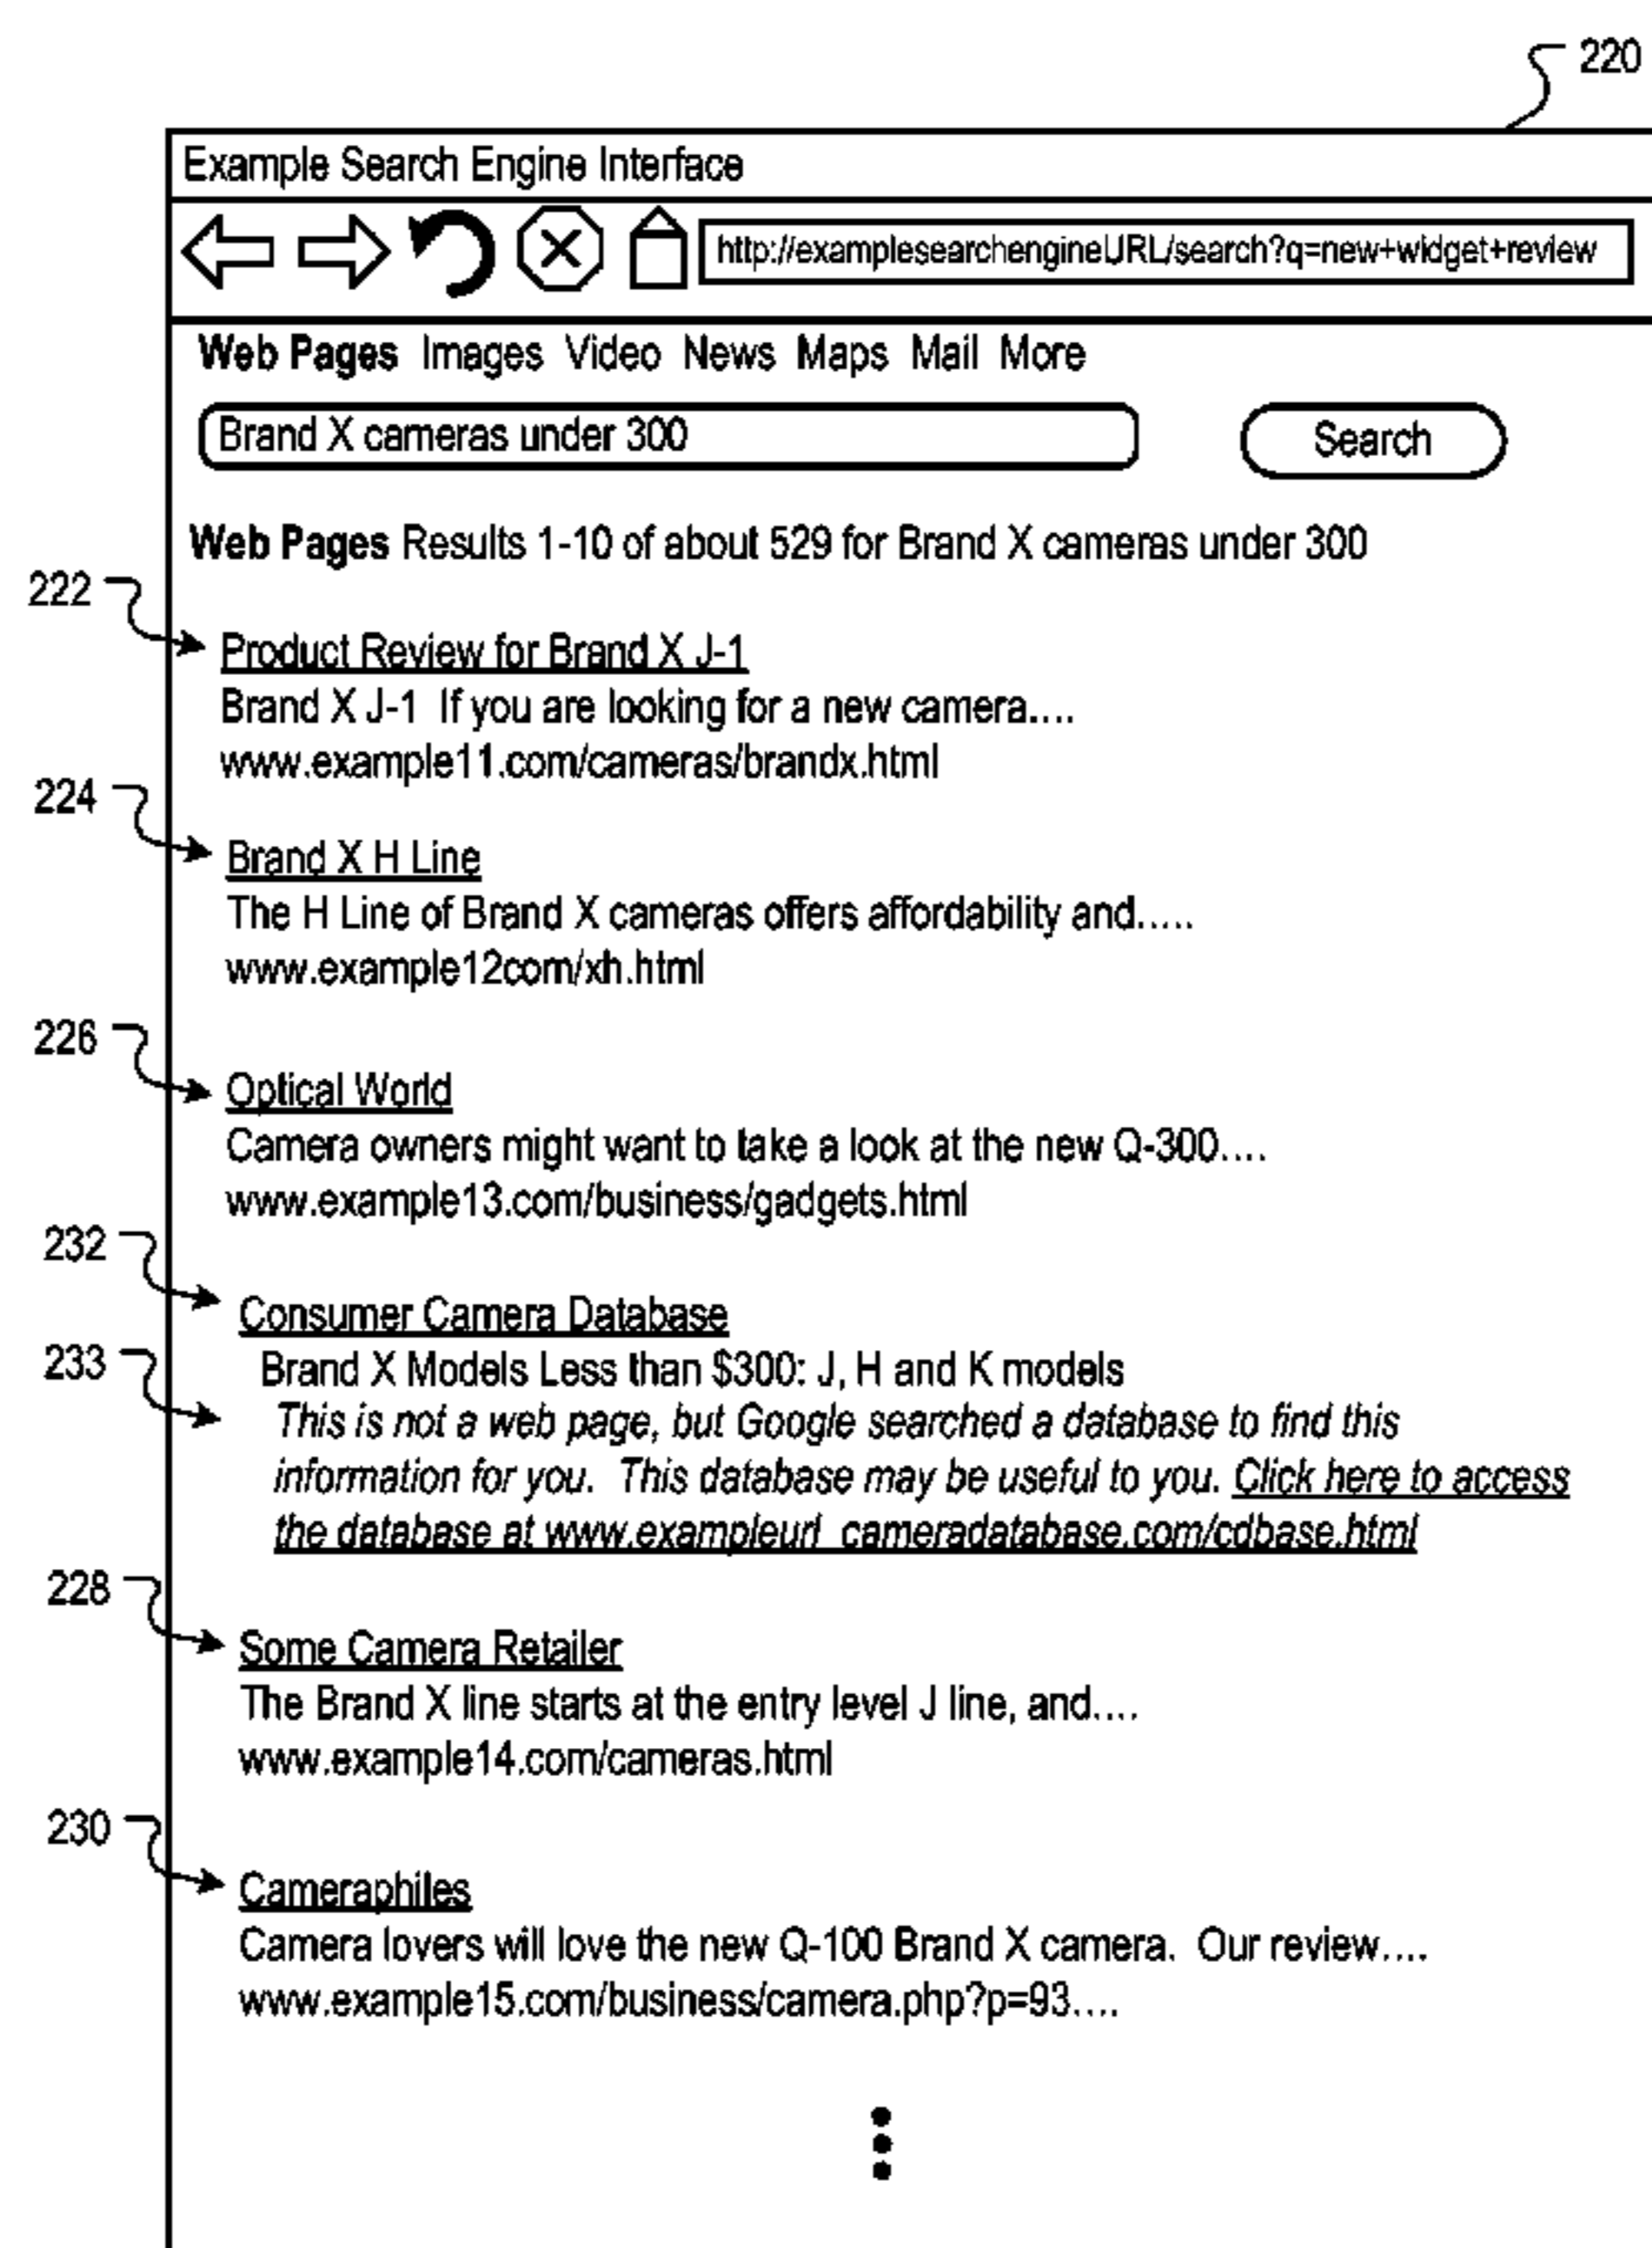 220
Example Search Engine Interface
http://examplesearchengineURL/search?q=new+widget+review
Web Pages Images Video News Maps Mail More
Brand X cameras under 300
Search
Web Pages Results 1-10 of about 529 for Brand X cameras under 300
222
Product Review for Brand X J-1
Brand X J-1 If you are looking for a new camera....
www.example11.com/cameras/brandx.html
224
Brand X H Line
The H Line of Brand X cameras offers affordability and.....
www.example12com/xh.html
226
Optical World
Camera owners might want to take a look at the new Q-300....
www.example13.com/business/gadgets.html
232
Consumer Camera Database
233
Brand X Models Less than $300: J, H and K models
This is not a web page, but Google searched a database to find this
information for you. This database may be useful to you. Click here to access
the database at www.exampleurl_cameradatabase.com/cdbase.html
228
Some Camera Retailer
The Brand X line starts at the entry level J line, and....
www.example14.com/cameras.html
230
Cameraphiles
Camera lovers will love the new Q-100 Brand X camera. Our review....
www.example15.com/business/camera.php?p=93....